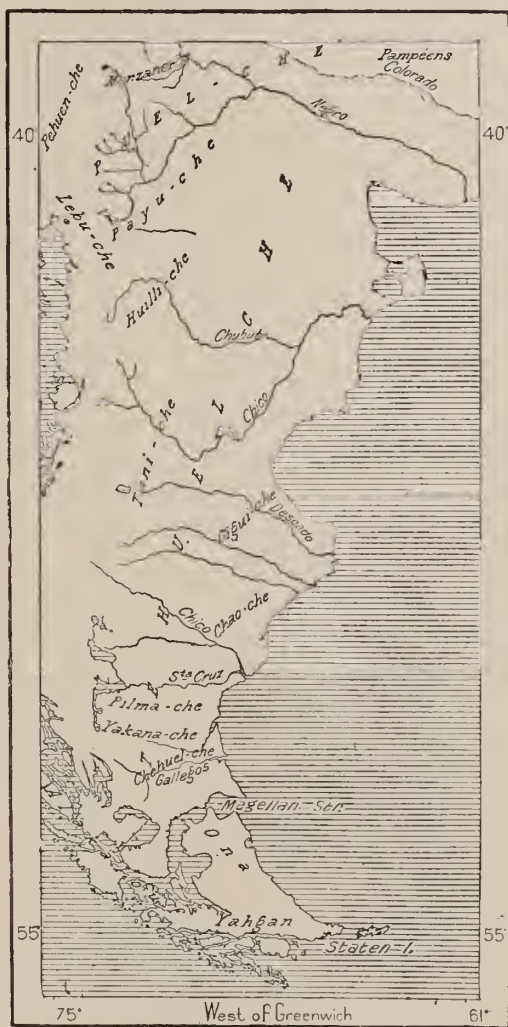 Pampéens
Colorado
Pehuen-che
40°
40°
Negro
Payu-che
Lebu-che
Huilli-che
Chubut
Chico
Deseado
Chico
Chao-che
Sta Cruz
Pilma-che
Yakana-che
Chehuel-che
Gallegos
Magellan-Str.
Ona
Yahgan
55°
Staten-I.
55°
75°
West of Greenwich
61°